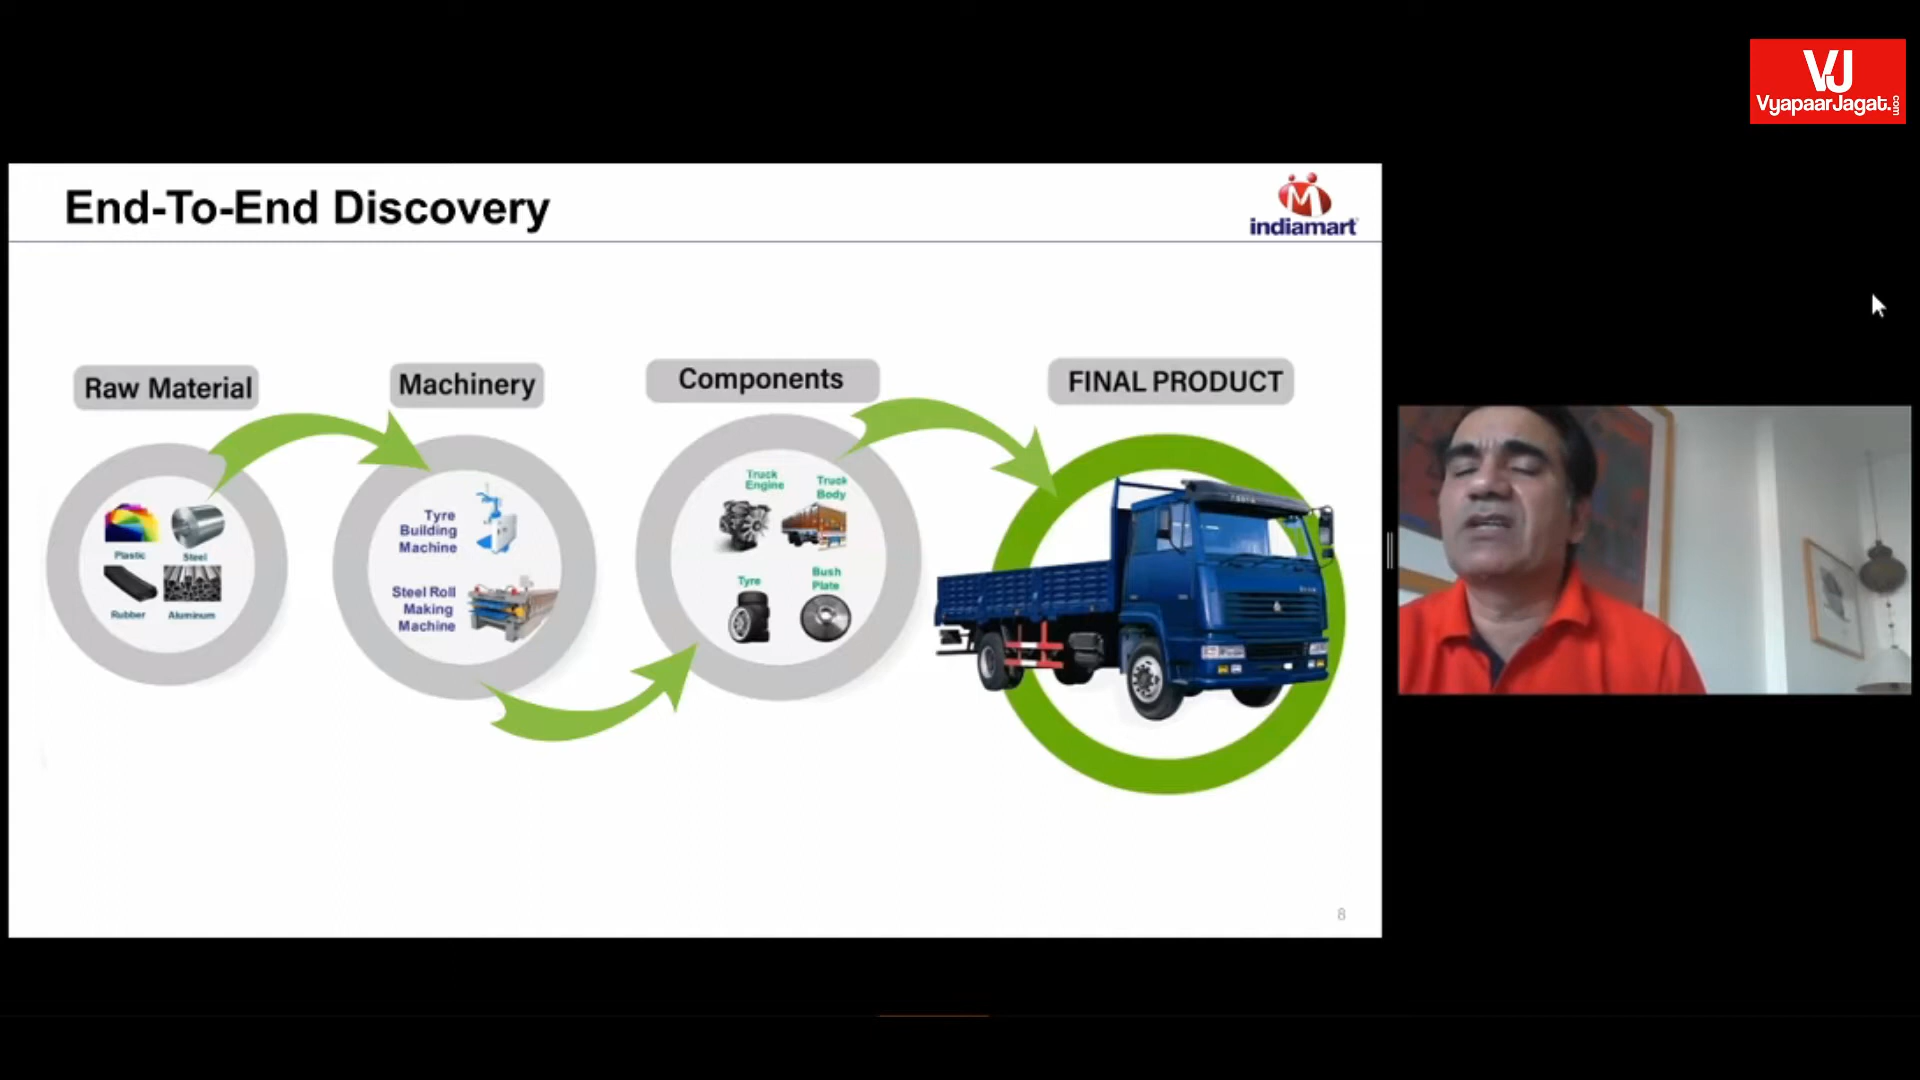 VJ
VyapaarJagat.com
End-To-End Discovery
indiamart
Raw Material
Machinery
Components
FINAL PRODUCT
Plastic
Steel
Rubber
Aluminum
Tyre
Building
Machine
Steel Roll
Making
Machine
Truck
Engine
Truck
Body
Tyre
Bush
Plate
8